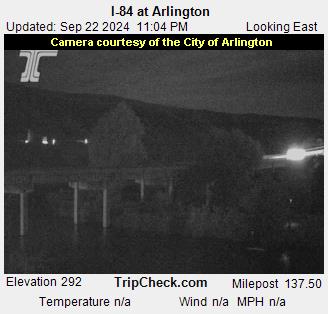 I-84 at Arlington
Updated: Sep 22 2024 11:04 PM Looking East
Camera courtesy of the City of Arlington
Elevation 292 TripCheck.com Milepost 137.50
Temperature n/a Wind n/a MPH n/a